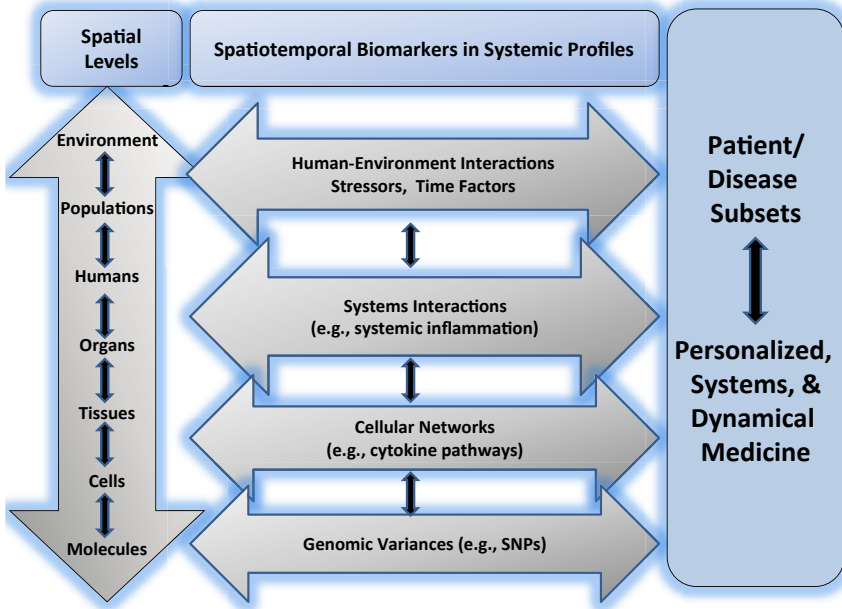 Spatial
Levels
Spatiotemporal Biomarkers in Systemic Profiles
Environment
Populations
Humans
Organs
Tissues
Cells
Molecules
Human-Environment Interactions
Stressors, Time Factors
Systems Interactions
(e.g., systemic inflammation)
Cellular Networks
(e.g., cytokine pathways)
Genomic Variances (e.g., SNPs)
Patient/
Disease
Subsets
Personalized,
Systems, &
Dynamical
Medicine